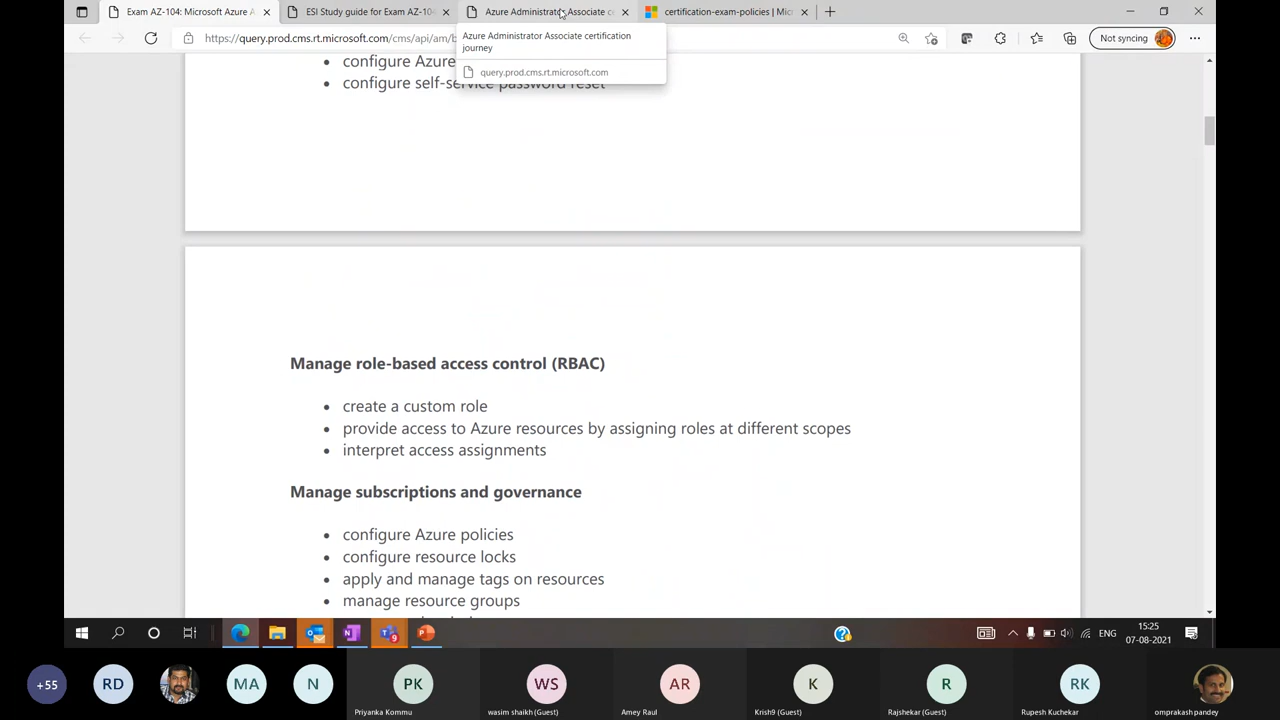 Exam AZ-104: Microsoft Azure A
ESI Study guide for Exam AZ-104
Azure Administrator Associate ce
certification-exam-policies | Mic
https://query.prod.cms.rt.microsoft.com/cms/api/am/b
Not syncing
Azure Administrator Associate certification
journey
query.prod.cms.rt.microsoft.com
configure Azure
configure self-service password reset
Manage role-based access control (RBAC)
• create a custom role
• provide access to Azure resources by assigning roles at different scopes
• interpret access assignments
Manage subscriptions and governance
• configure Azure policies
• configure resource locks
• apply and manage tags on resources
• manage resource groups
9
ENG
15:25
07-08-2021
+55
RD
MA
N
PK
WS
AR
K
R
RK
Priyanka Kommu
wasim shaikh (Guest)
Amey Raul
Krish9 (Guest)
Rajshekar (Guest)
Rupesh Kuchekar
omprakash pandey